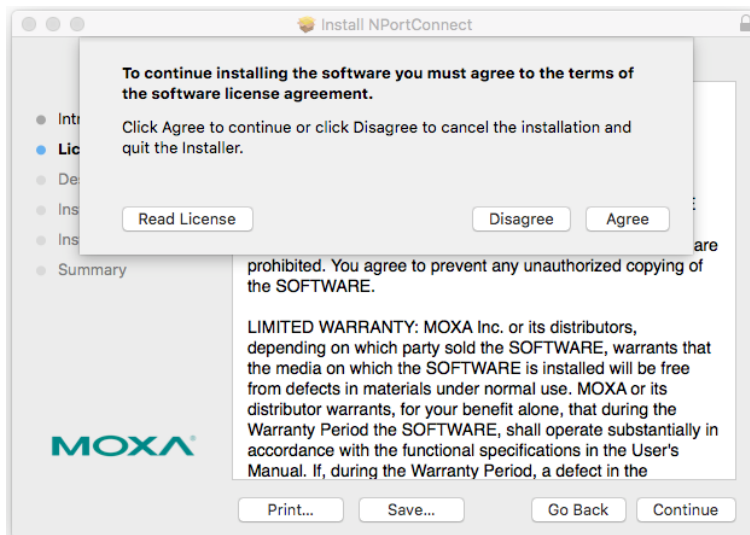 Install NPortConnect
To continue installing the software you must agree to the terms of
the software license agreement.
Click Agree to continue or click Disagree to cancel the installation and
quit the Installer.
Read License
Disagree
Agree
Summary
are
prohibited. You agree to prevent any unauthorized copying of
the SOFTWARE.
LIMITED WARRANTY: MOXA Inc. or its distributors,
depending on which party sold the SOFTWARE, warrants that
the media on which the SOFTWARE is installed will be free
from defects in materials under normal use. MOXA or its
distributor warrants, for your benefit alone, that during the
Warranty Period the SOFTWARE, shall operate substantially in
accordance with the functional specifications in the User's
Manual. If, during the Warranty Period, a defect in the
MOXA
Print...
Save...
Go Back
Continue